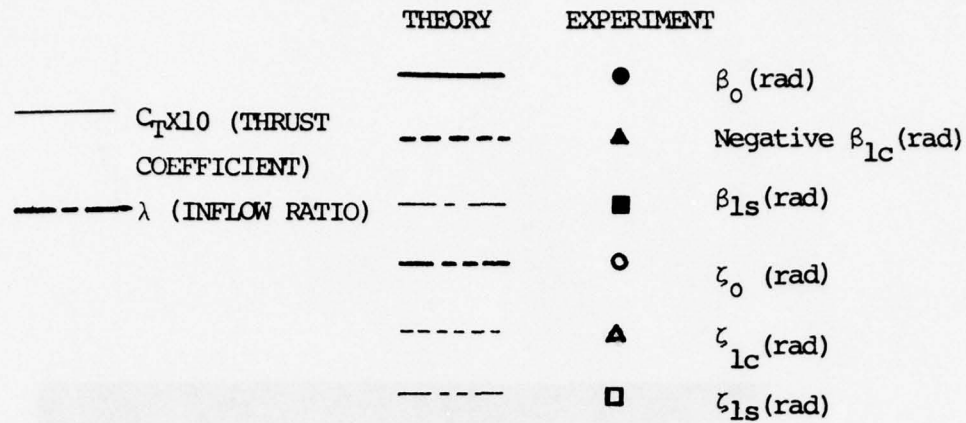 THEORY EXPERIMENT
β₀(rad)
C_TX10 (THRUST
COEFFICIENT)
Negative β₁c(rad)
λ (INFLOW RATIO)
β₁s(rad)
ζ₀ (rad)
ζ₁c(rad)
ζ₁s(rad)